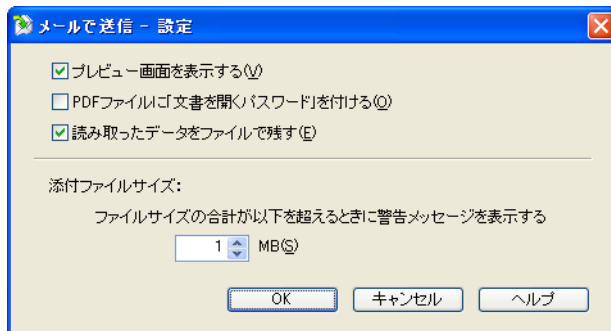 メールで送信 - 設定
プレビュー画面を表示する(V)
PDFファイルに「文書を開くパスワード」を付ける(O)
読み取ったデータをファイルで残す(E)
添付ファイルサイズ:
ファイルサイズの合計が以下を超えるときに警告メッセージを表示する
1 MB(S)
OK キャンセル ヘルプ